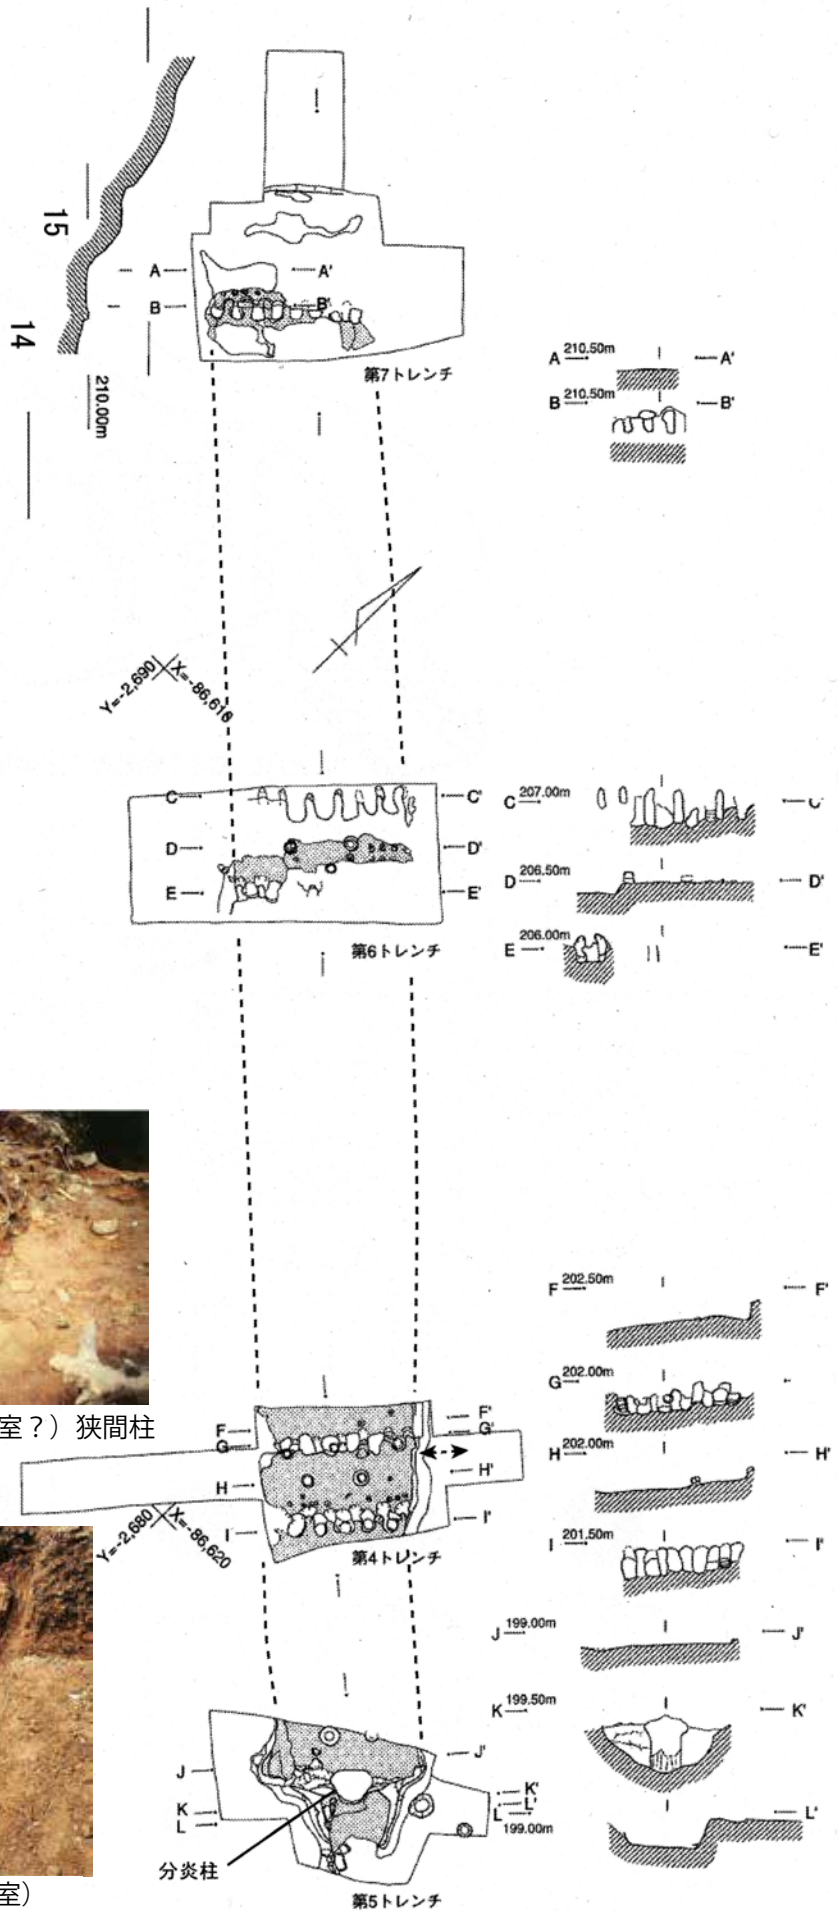 15
14
210.00m
A
A'
B
B'
第7トレンチ
A 210.50m A'
B 210.50m B'
Y=-2,690
X=-86,616
C
C'
D
D'
E
E'
第6トレンチ
C 207.00m
D 206.50m D'
E 206.00m E'
室?)狭間柱
F
F'
G
G'
H
H'
I
I'
第4トレンチ
Y=-2,680
X=-86,620
F 202.50m F'
G 202.00m
H 202.00m H'
I 201.50m I'
J 199.00m J'
K 199.50m K'
L'
J
J'
K
K'
L
L'
L
199.00m
分炎柱
第5トレンチ
室)